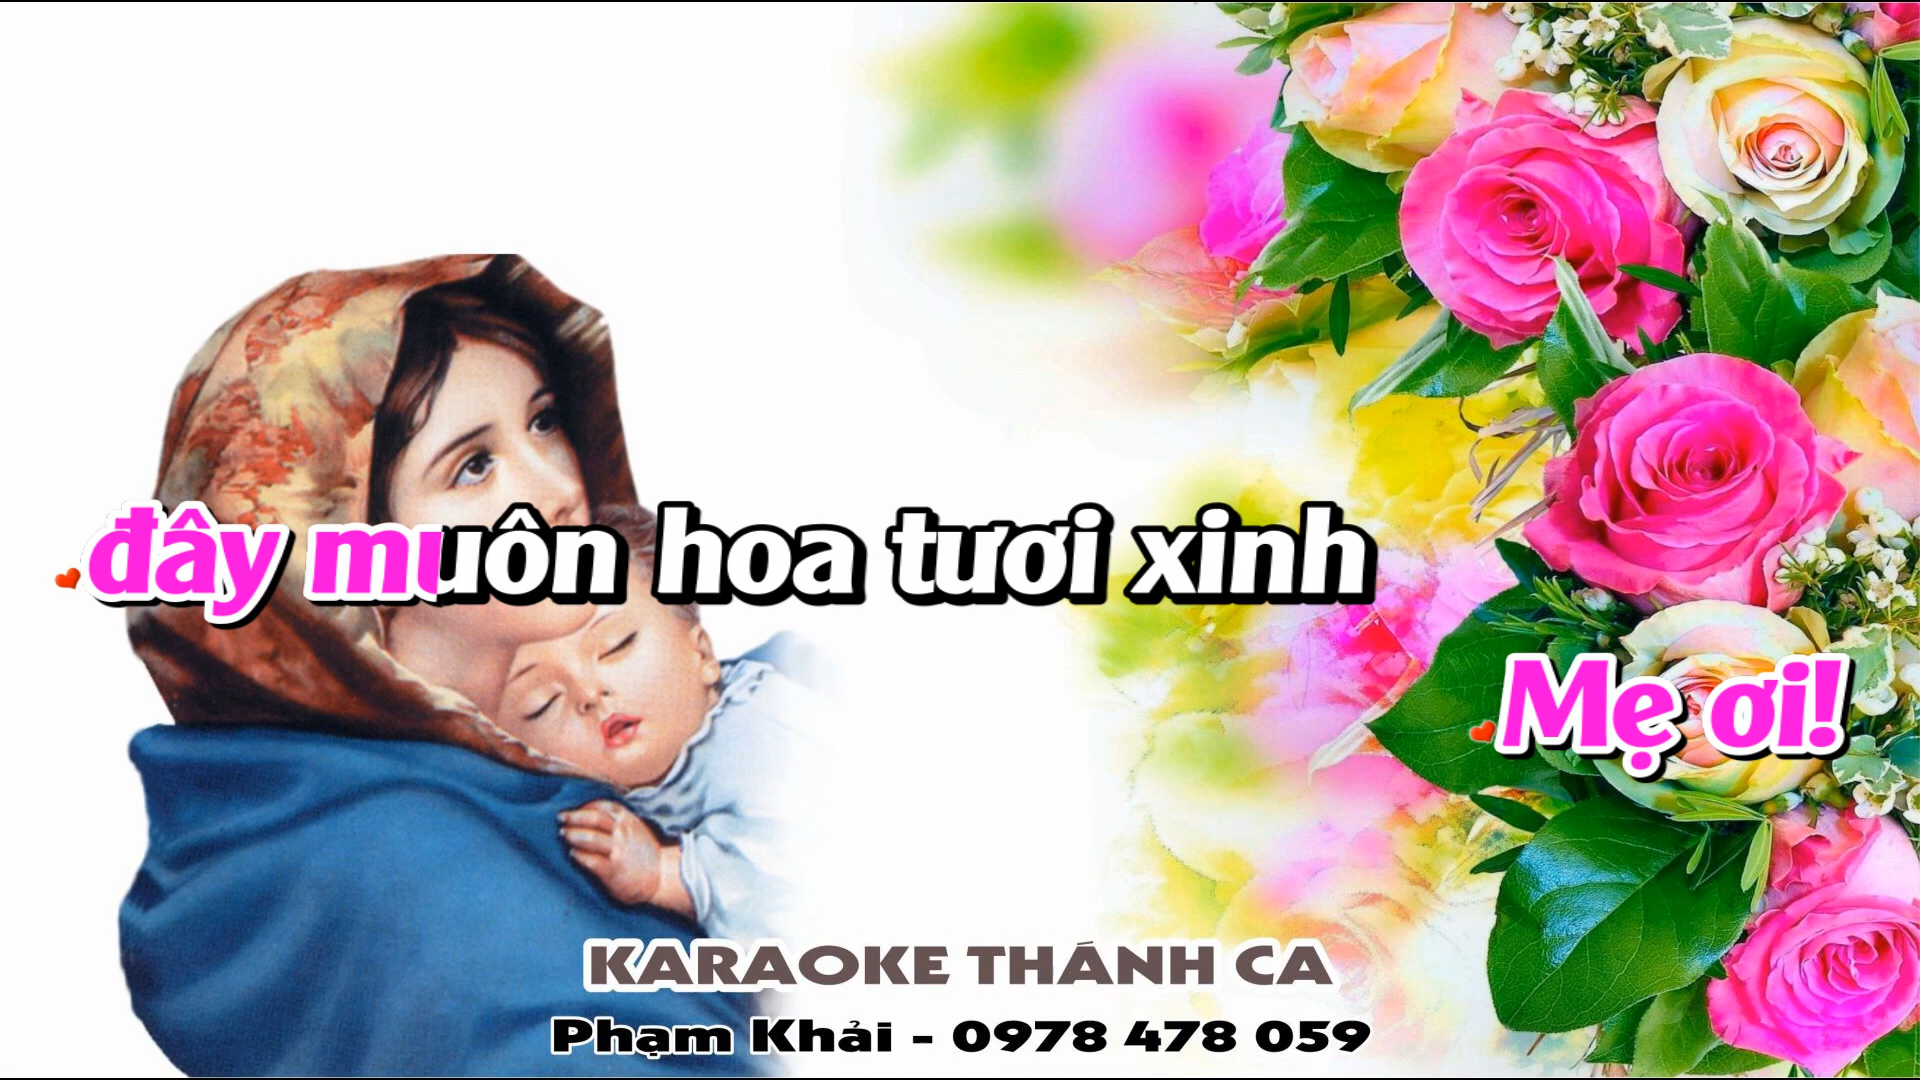 đây muôn hoa tươi xinh
Mẹ ơi!
KARAOKE THÁNH CA
Phạm Khải - 0978 478 059